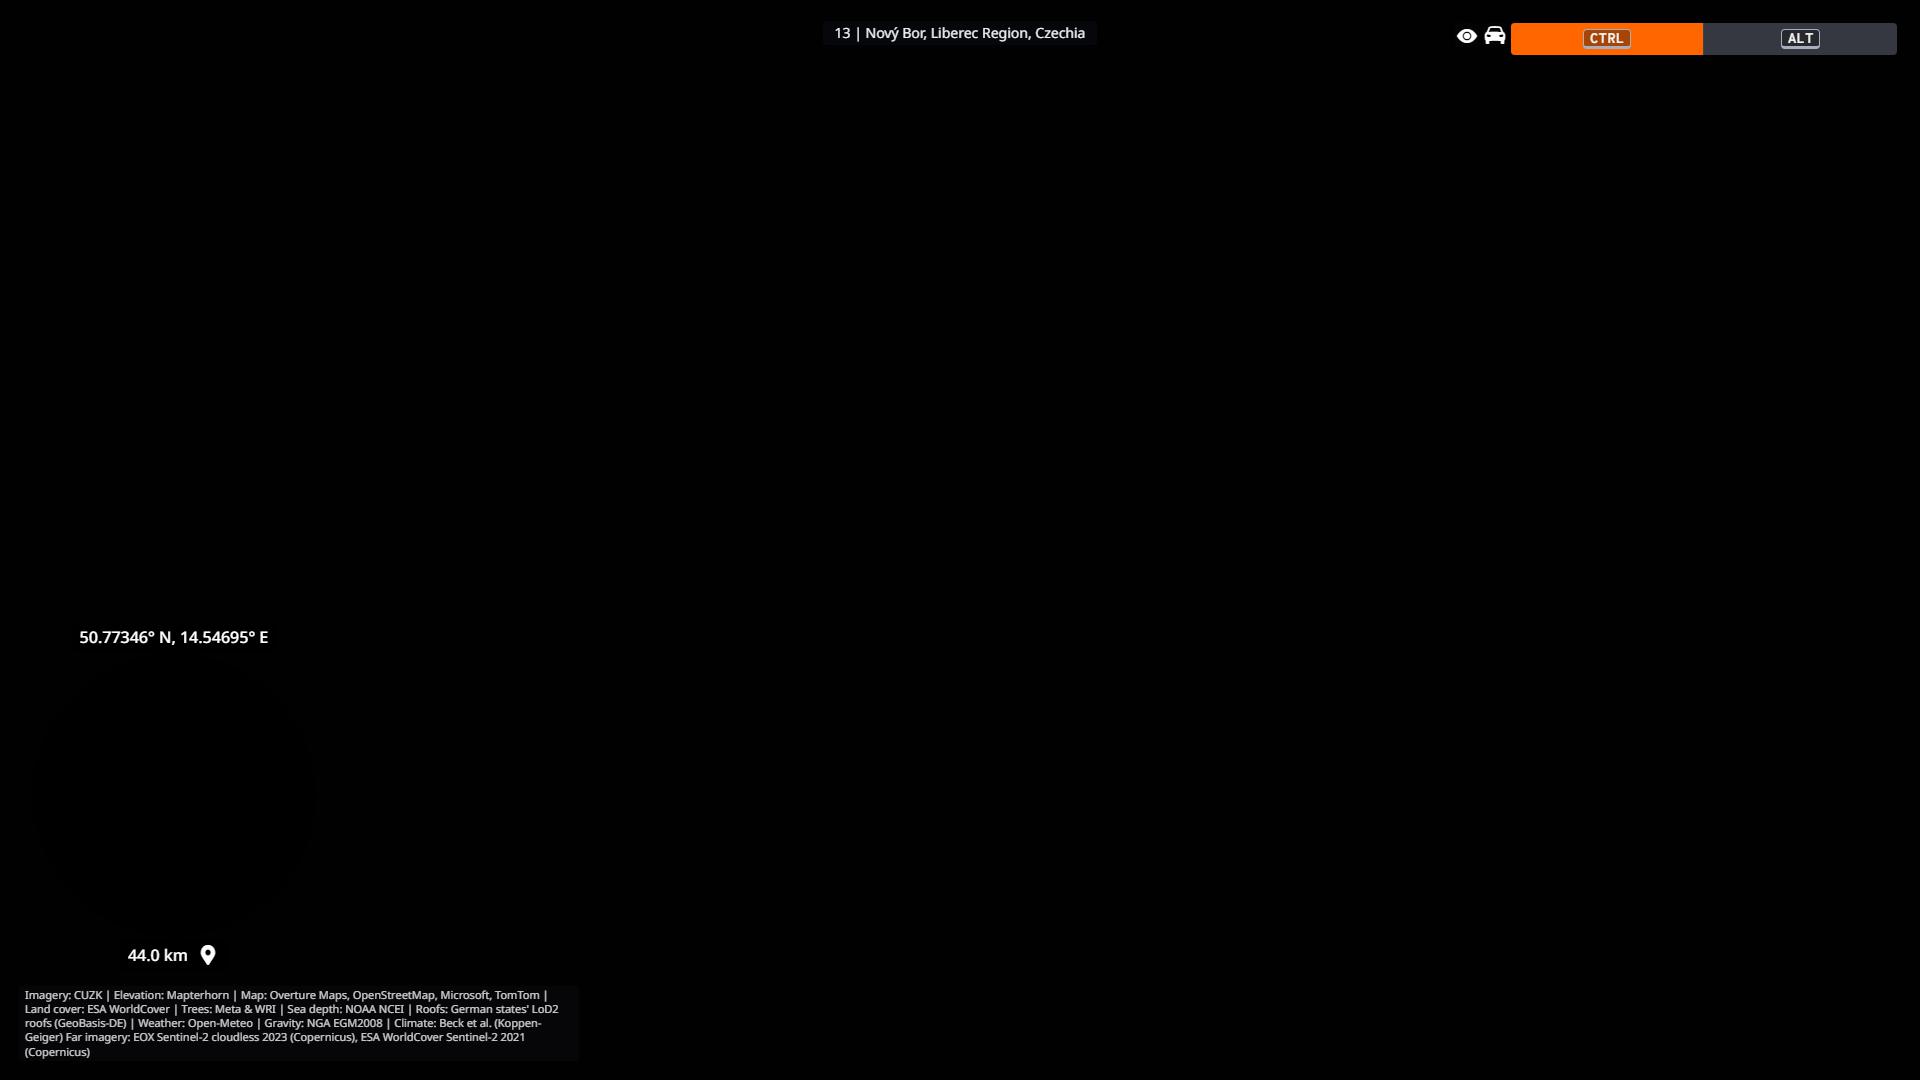 13 | Nový Bor, Liberec Region, Czechia
CTRL
ALT
50.77346° N, 14.54695° E
44.0 km
Imagery: CUZK | Elevation: Mapterhorn | Map: Overture Maps, OpenStreetMap, Microsoft, TomTom |
Land cover: ESA WorldCover | Trees: Meta & WRI | Sea depth: NOAA NCEI | Roofs: German states' LoD2
roofs (GeoBasis-DE) | Weather: Open-Meteo | Gravity: NGA EGM2008 | Climate: Beck et al. (Koppen-
Geiger) Far imagery: EOX Sentinel-2 cloudless 2023 (Copernicus), ESA WorldCover Sentinel-2 2021
(Copernicus)